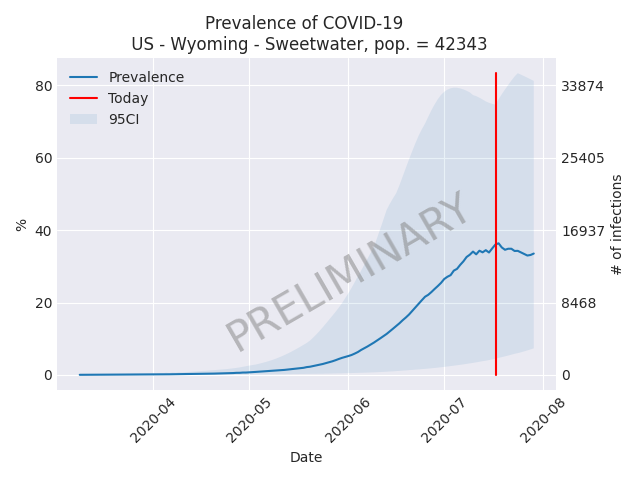 Prevalence of COVID-19
US - Wyoming - Sweetwater, pop. = 42343
Prevalence
Today
95CI
80
60
40
20
0
%
33874
25405
16937
8468
0
# of infections
PRELIMINARY
2020-04
2020-05
2020-06
2020-07
2020-08
Date